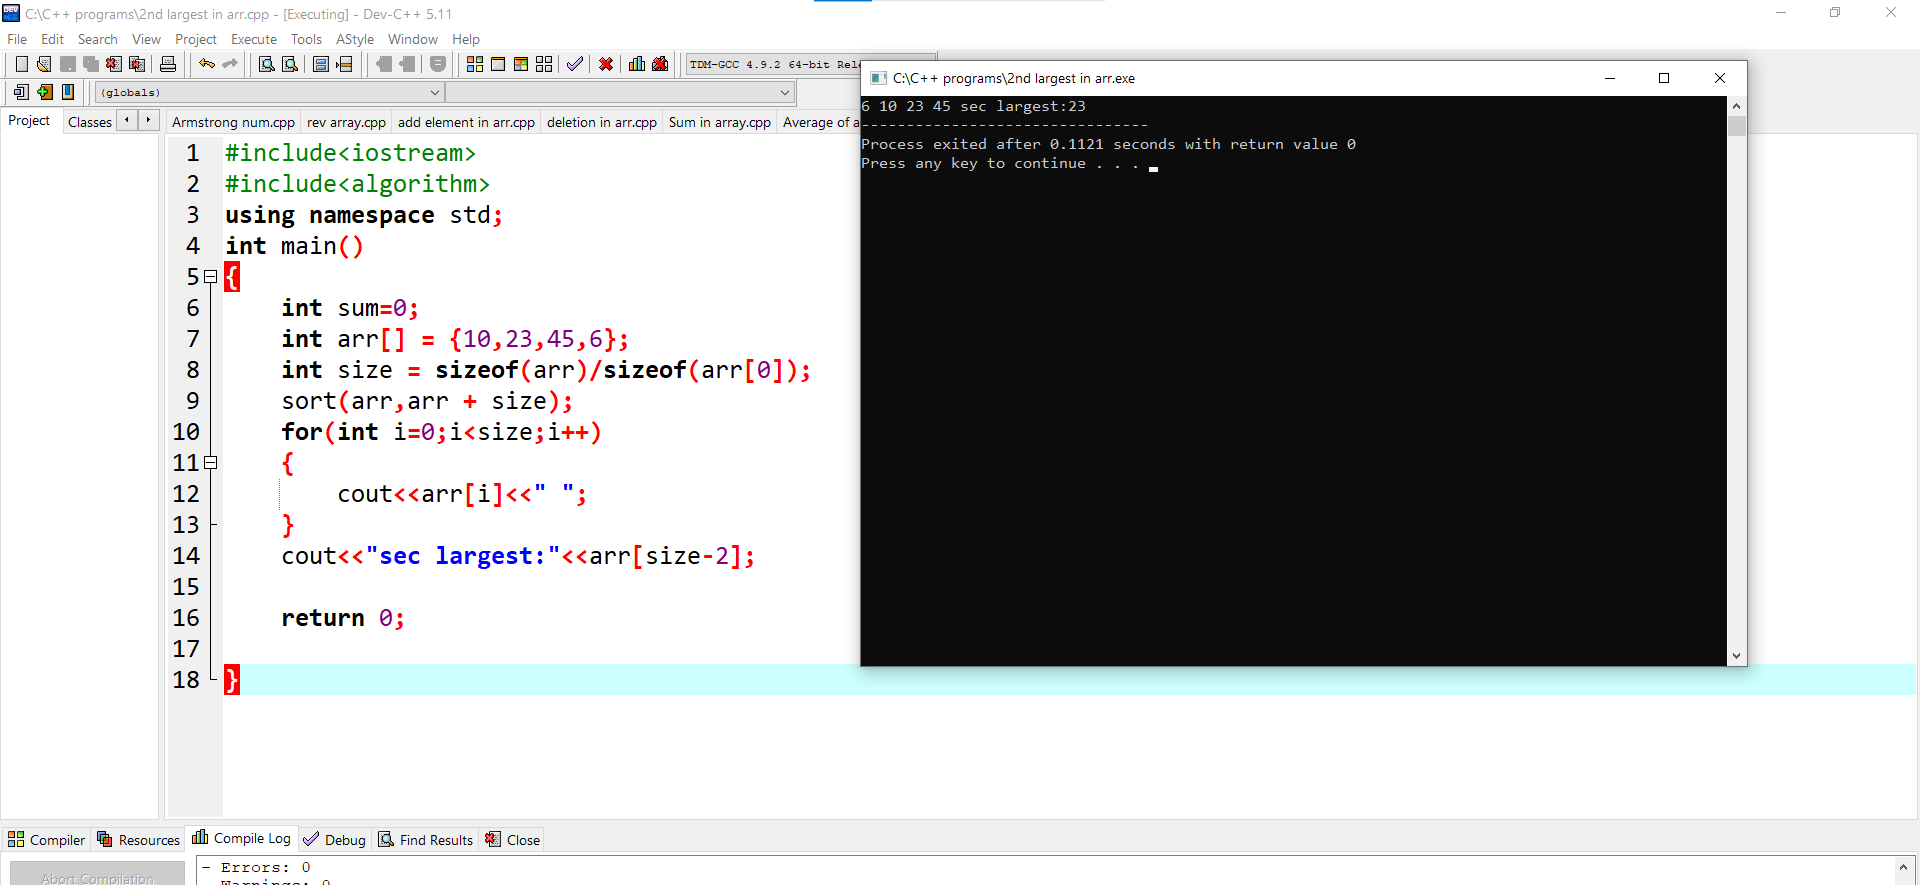 C:\C++ programs\2nd largest in arr.cpp - [Executing] - Dev-C++ 5.11
File Edit Search View Project Execute Tools AStyle Window Help
TDM-GCC 4.9.2 64-bit
(globals)
Project Classes
Armstrong num.cpp rev array.cpp add element in arr.cpp deletion in arr.cpp Sum in array.cpp Average of
1 #include<iostream>
2 #include<algorithm>
3 using namespace std;
4 int main()
5 {
6 int sum=0;
7 int arr[] = {10,23,45,6};
8 int size = sizeof(arr)/sizeof(arr[0]);
9 sort(arr,arr + size);
10 for(int i=0;i<size;i++)
11 {
12 cout<<arr[i]<<" ";
13 }
14 cout<<"sec largest:"<<arr[size-2];
15
16 return 0;
17
18 }
C:\C++ programs\2nd largest in arr.exe
6 10 23 45 sec largest:23
--------------------------------
Process exited after 0.1121 seconds with return value 0
Press any key to continue . . .
Compiler Resources Compile Log Debug Find Results Close
Abort Compilation
- Errors: 0
- Warnings: 0